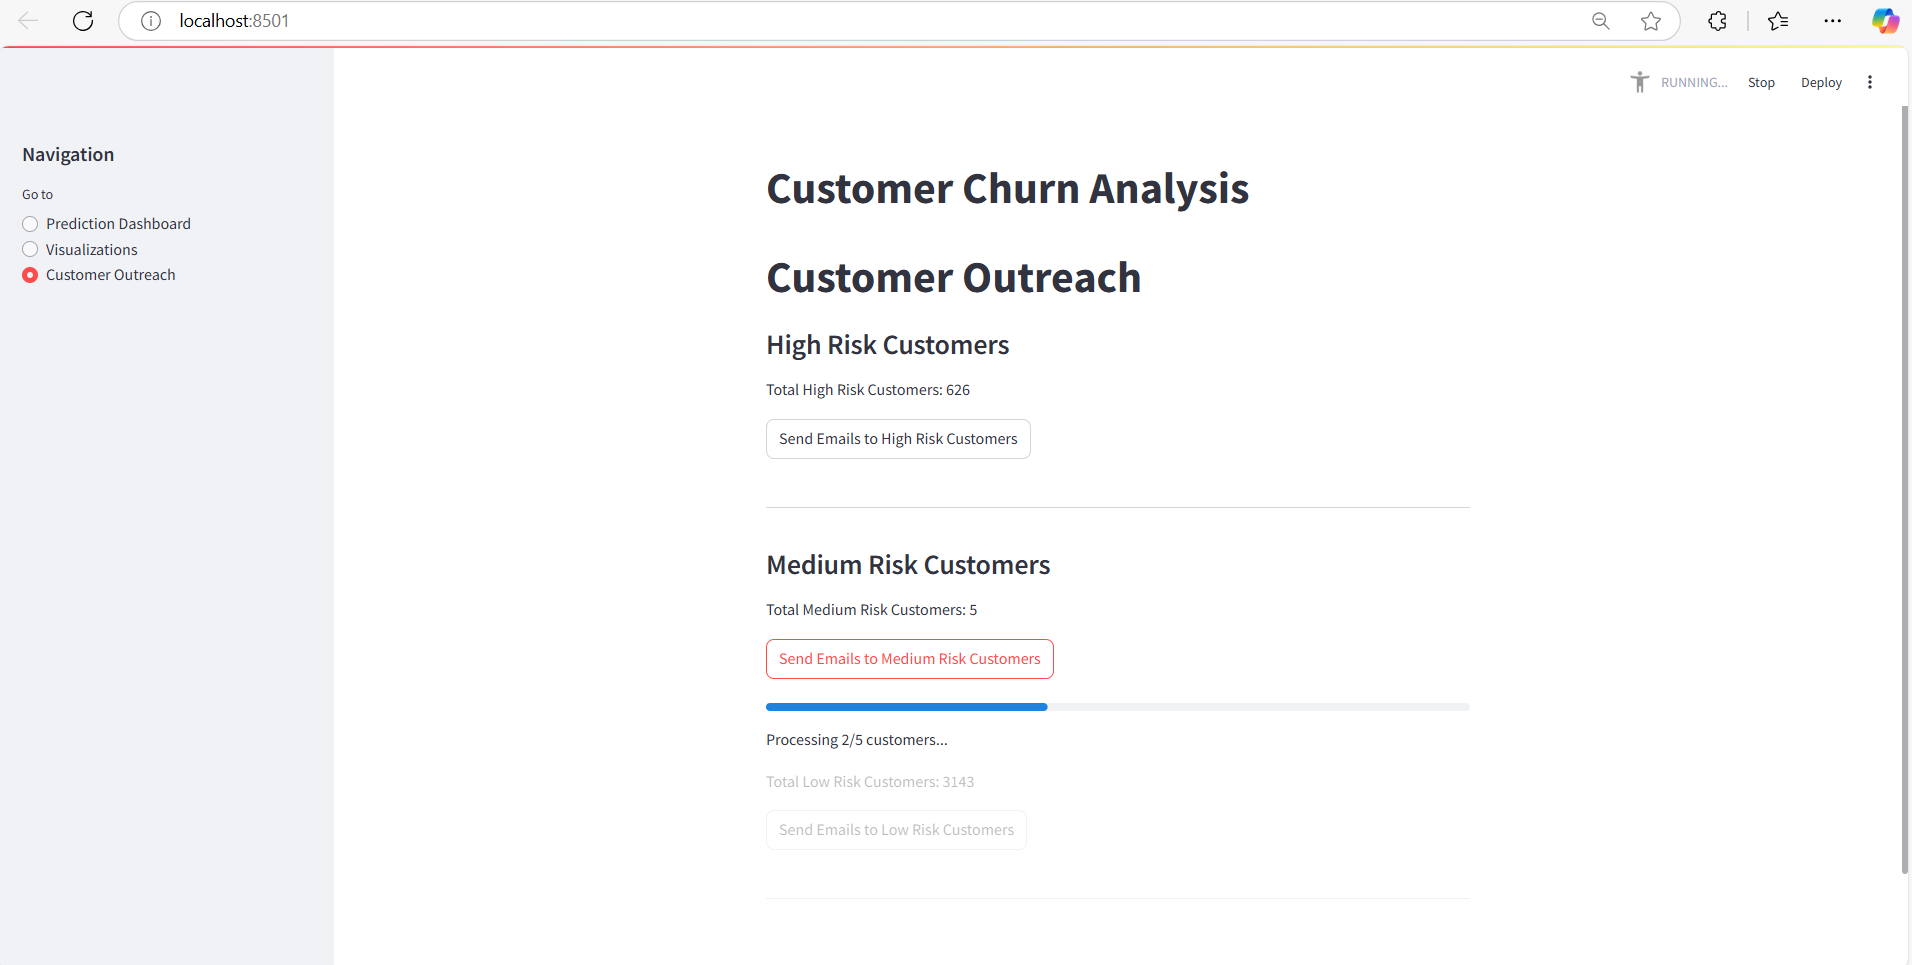 localhost:8501
RUNNING...
Stop
Deploy
Navigation
Go to
Prediction Dashboard
Visualizations
Customer Outreach
Customer Churn Analysis
Customer Outreach
High Risk Customers
Total High Risk Customers: 626
Send Emails to High Risk Customers
Medium Risk Customers
Total Medium Risk Customers: 5
Send Emails to Medium Risk Customers
Processing 2/5 customers...
Total Low Risk Customers: 3143
Send Emails to Low Risk Customers